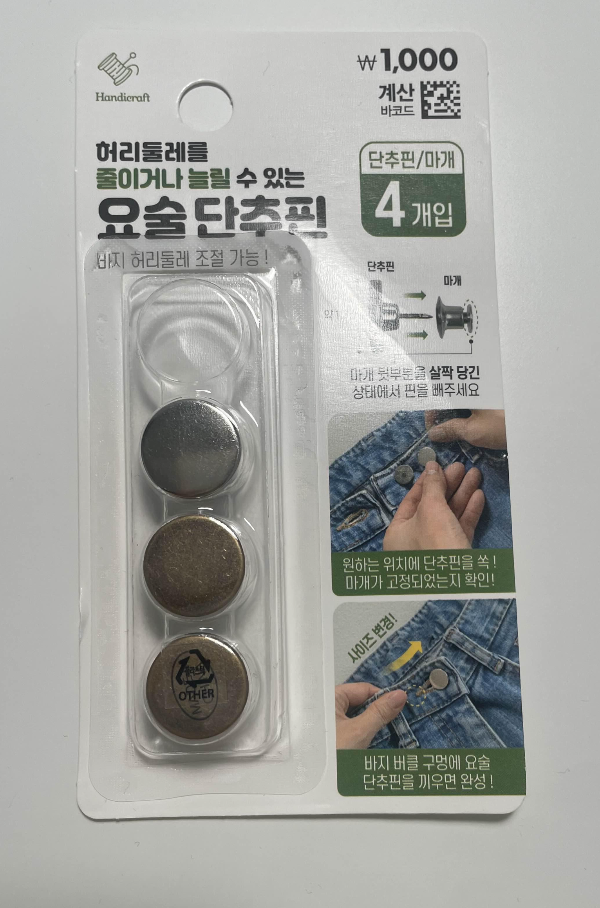 Handicraft
₩1,000
계산
바코드
허리둘레를
줄이거나 늘릴 수 있는
요술 단추핀
바지 허리둘레 조절 가능!
단추핀/마개
4개입
단추핀
마개
마개 뒷부분을 살짝 당긴
상태에서 핀을 빼주세요
원하는 위치에 단추핀을 쏙!
마개가 고정되었는지 확인!
사이즈 변경!
바지 버클 구멍에 요술
단추핀을 끼우면 완성!
OTHER